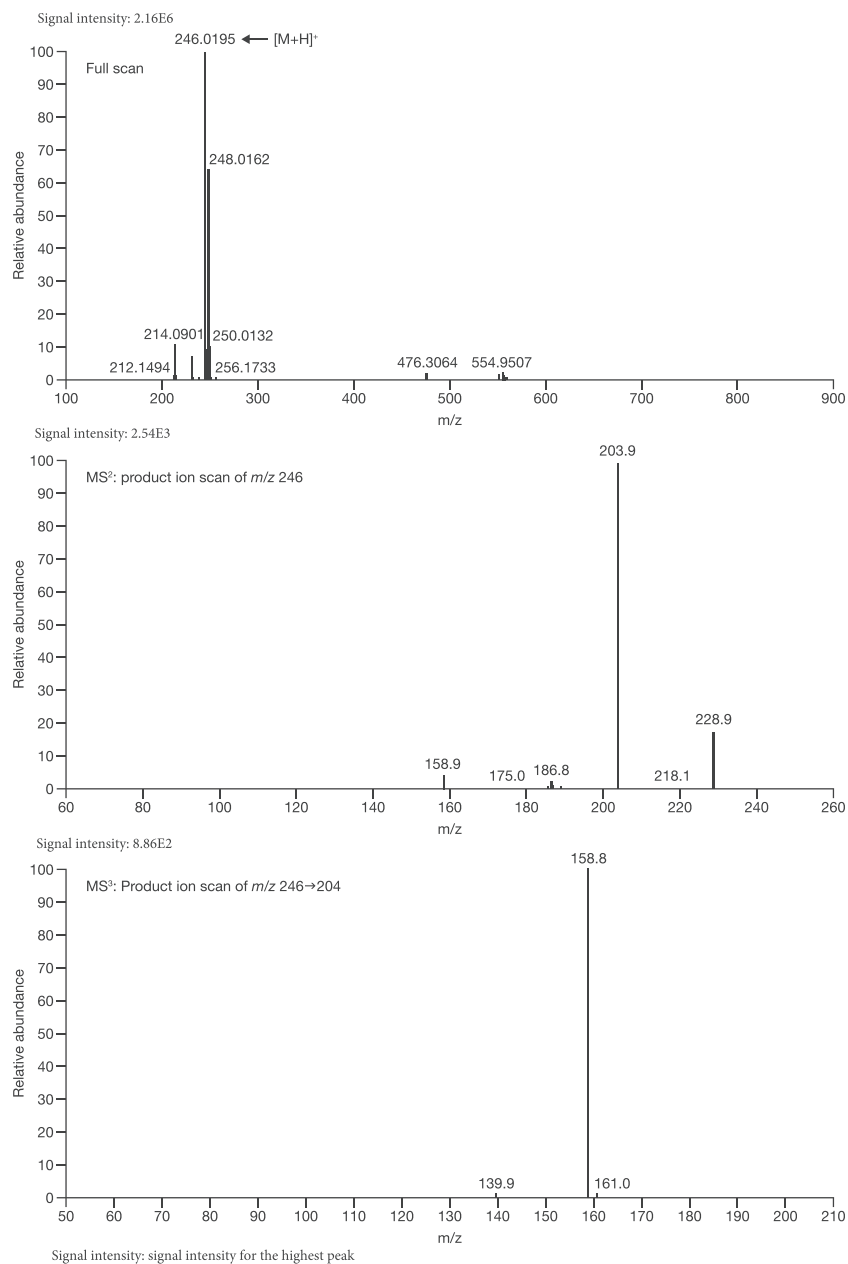 Signal intensity: 2.16E6
246.0195 ← [M+H]⁺
Full scan
248.0162
214.0901
250.0132
212.1494
256.1733
476.3064
554.9507
100
90
80
70
60
50
40
30
20
10
0
Relative abundance
100 200 300 400 500 600 700 800 900
m/z
Signal intensity: 2.54E3
203.9
MS²: product ion scan of m/z 246
228.9
158.9
175.0
186.8
218.1
100
90
80
70
60
50
40
30
20
10
0
Relative abundance
60 80 100 120 140 160 180 200 220 240 260
m/z
Signal intensity: 8.86E2
158.8
MS³: Product ion scan of m/z 246→204
139.9
161.0
100
90
80
70
60
50
40
30
20
10
0
Relative abundance
50 60 70 80 90 100 110 120 130 140 150 160 170 180 190 200 210
m/z
Signal intensity: signal intensity for the highest peak